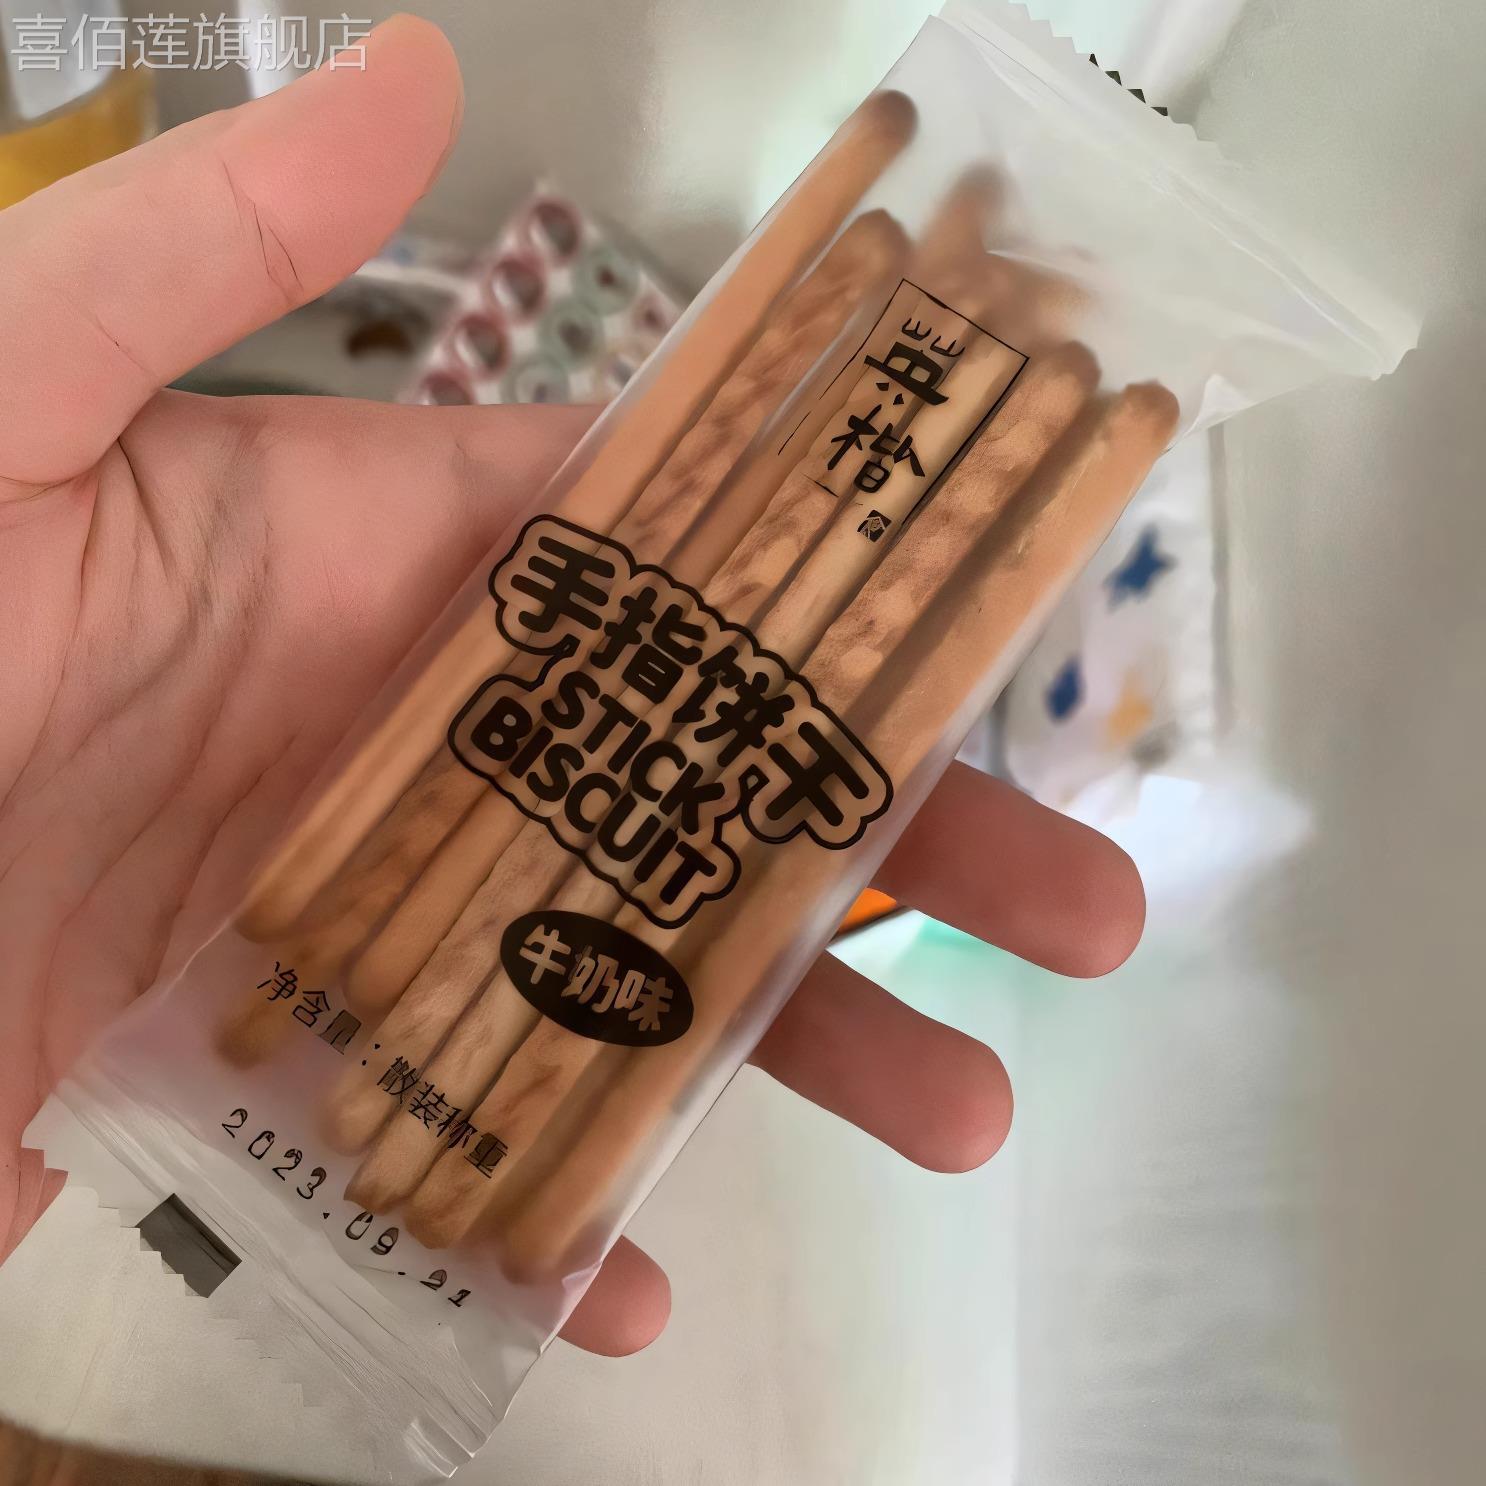 喜佰莲旗舰店
英楷
手指饼干
STICK
BISCUIT
牛奶味
净含量：散装称重
2023.09.21